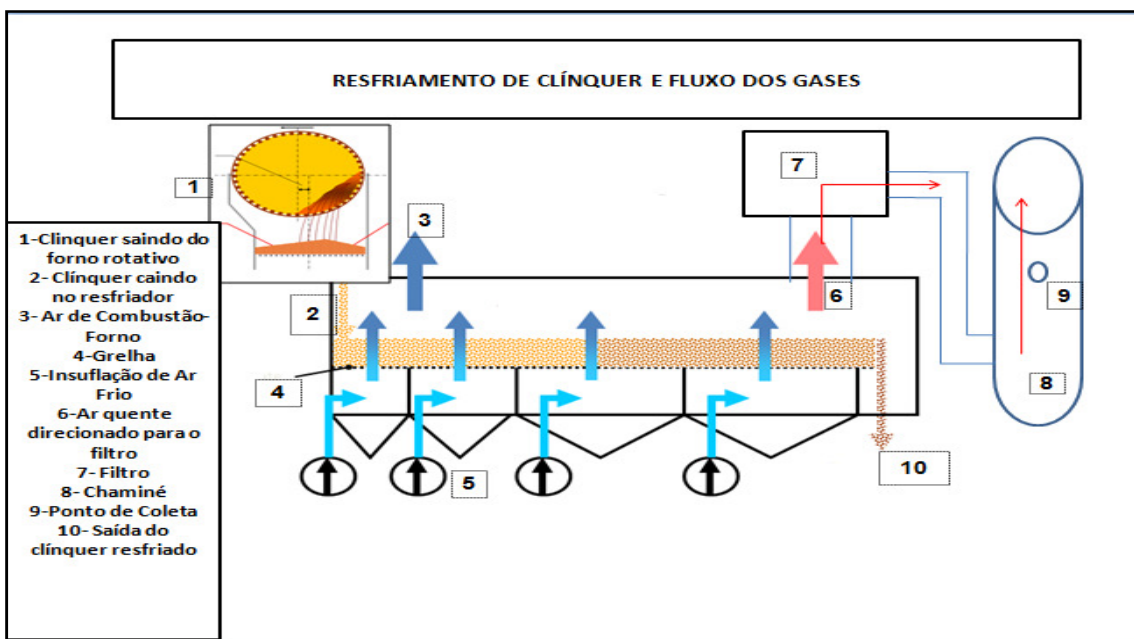 RESFRIAMENTO DE CLÍNQUER E FLUXO DOS GASES
1
3
7
1-Clinquer saindo do
forno rotativo
2- Clínquer caindo
no resfriador
3- Ar de Combustão-
Forno
4-Grelha
5-Insuflação de Ar
Frio
6-Ar quente
direcionado para o
filtro
7- Filtro
8- Chaminé
9-Ponto de Coleta
10- Saída do
clínquer resfriado
2
6
9
4
8
5
10